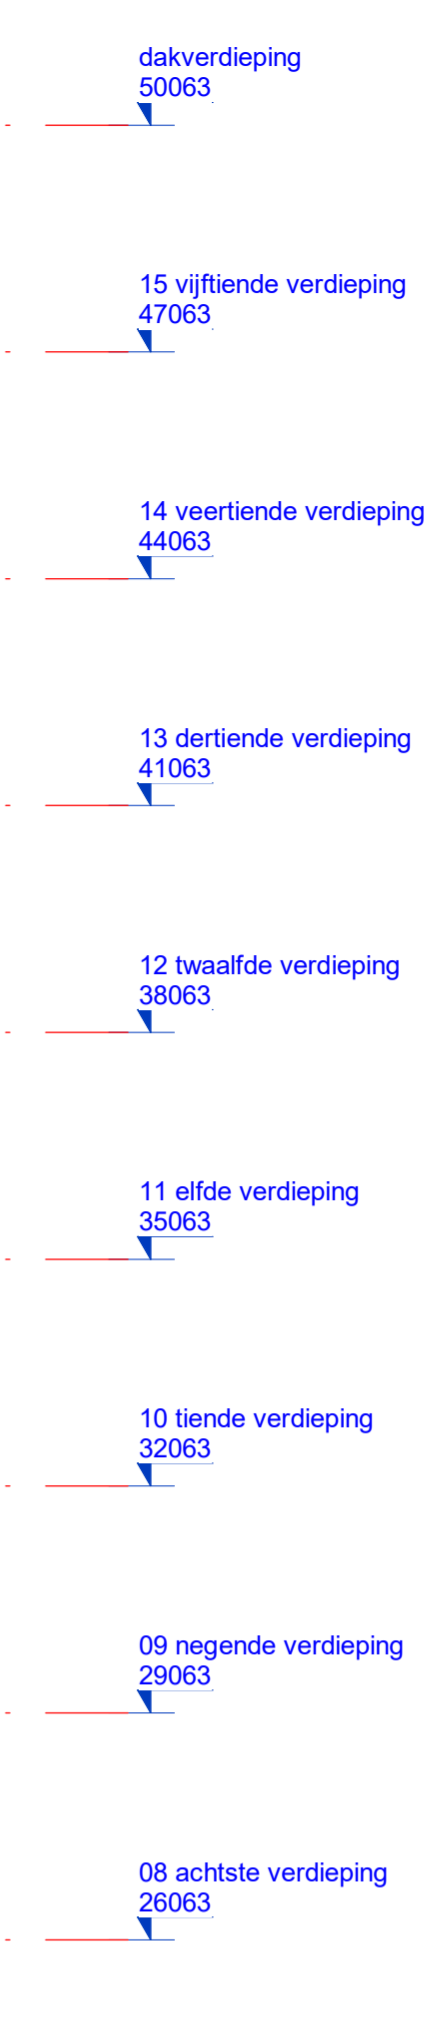 dakverdieping
50063
15 vijftiende verdieping
47063
14 veertiende verdieping
44063
13 dertiende verdieping
41063
12 twaalfde verdieping
38063
11 elfde verdieping
35063
10 tiende verdieping
32063
09 negende verdieping
29063
08 achtste verdieping
26063